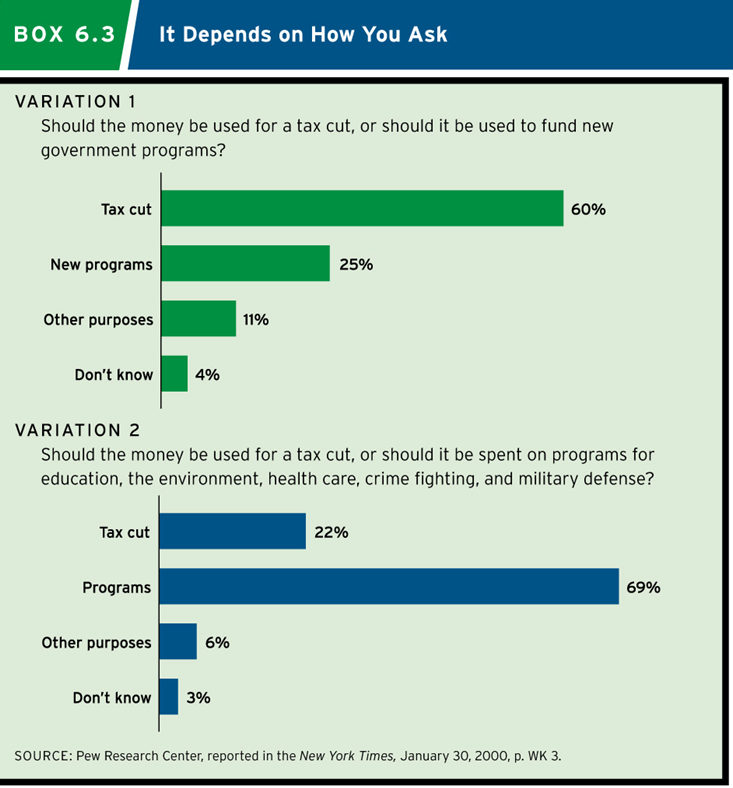 BOX 6.3 It Depends on How You Ask
VARIATION 1
Should the money be used for a tax cut, or should it be used to fund new
government programs?
Tax cut 60%
New programs 25%
Other purposes 11%
Don't know 4%
VARIATION 2
Should the money be used for a tax cut, or should it be spent on programs for
education, the environment, health care, crime fighting, and military defense?
Tax cut 22%
Programs 69%
Other purposes 6%
Don't know 3%
SOURCE: Pew Research Center, reported in the New York Times, January 30, 2000, p. WK 3.